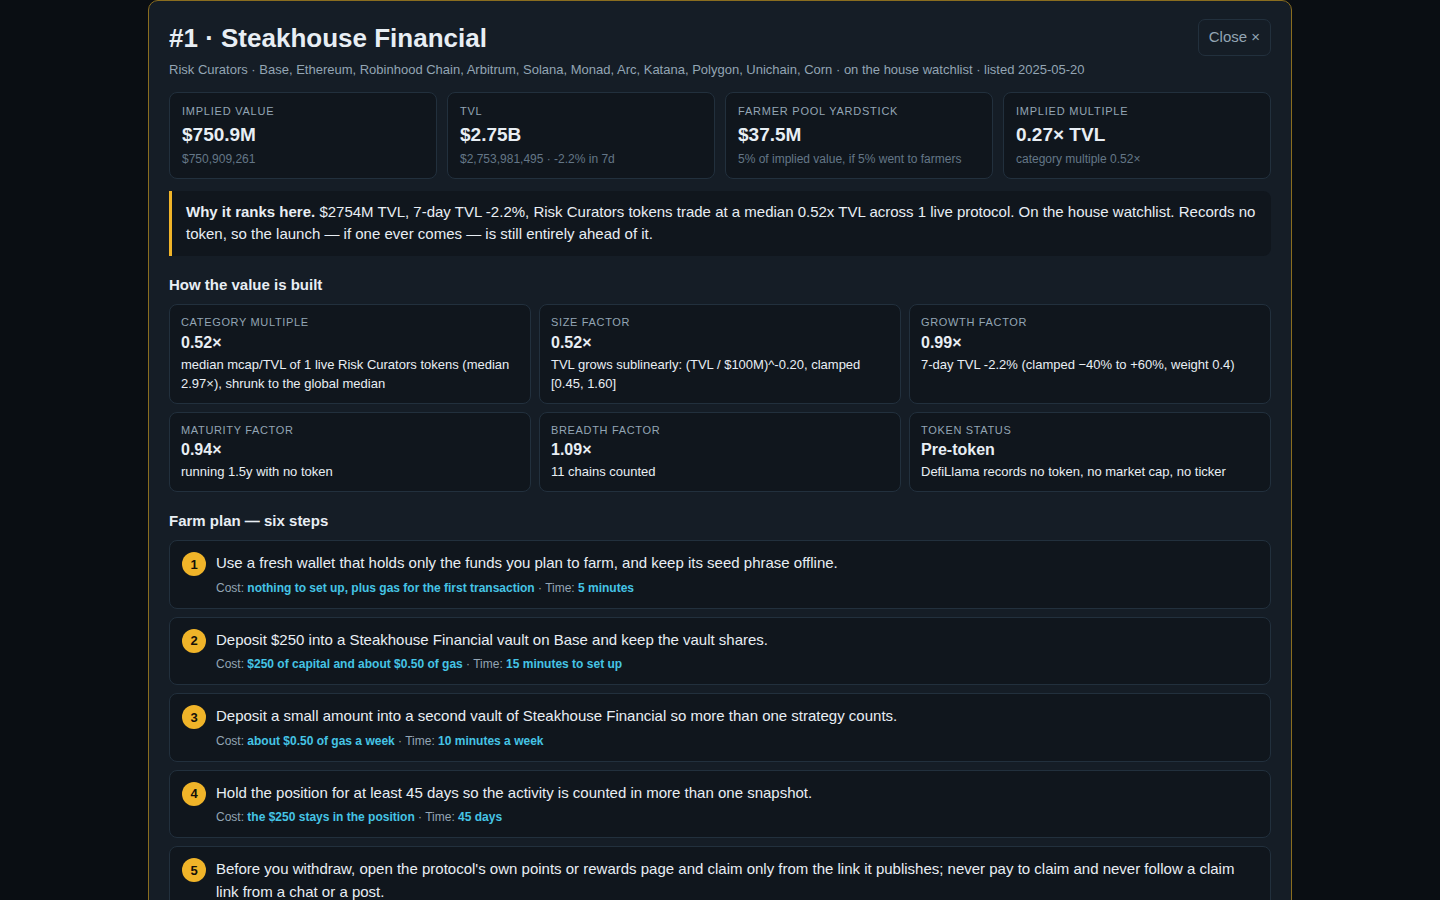 #1 · Steakhouse Financial
Close ×
Risk Curators · Base, Ethereum, Robinhood Chain, Arbitrum, Solana, Monad, Arc, Katana, Polygon, Unichain, Corn · on the house watchlist · listed 2025-05-20
IMPLIED VALUE
$750.9M
$750,909,261
TVL
$2.75B
$2,753,981,495 · -2.2% in 7d
FARMER POOL YARDSTICK
$37.5M
5% of implied value, if 5% went to farmers
IMPLIED MULTIPLE
0.27× TVL
category multiple 0.52×
Why it ranks here. $2754M TVL, 7-day TVL -2.2%, Risk Curators tokens trade at a median 0.52x TVL across 1 live protocol. On the house watchlist. Records no
token, so the launch — if one ever comes — is still entirely ahead of it.
How the value is built
CATEGORY MULTIPLE
0.52×
median mcap/TVL of 1 live Risk Curators tokens (median
2.97×), shrunk to the global median
SIZE FACTOR
0.52×
TVL grows sublinearly: (TVL / $100M)^-0.20, clamped
[0.45, 1.60]
GROWTH FACTOR
0.99×
7-day TVL -2.2% (clamped −40% to +60%, weight 0.4)
MATURITY FACTOR
0.94×
running 1.5y with no token
BREADTH FACTOR
1.09×
11 chains counted
TOKEN STATUS
Pre-token
DefiLlama records no token, no market cap, no ticker
Farm plan — six steps
1
Use a fresh wallet that holds only the funds you plan to farm, and keep its seed phrase offline.
Cost: nothing to set up, plus gas for the first transaction · Time: 5 minutes
2
Deposit $250 into a Steakhouse Financial vault on Base and keep the vault shares.
Cost: $250 of capital and about $0.50 of gas · Time: 15 minutes to set up
3
Deposit a small amount into a second vault of Steakhouse Financial so more than one strategy counts.
Cost: about $0.50 of gas a week · Time: 10 minutes a week
4
Hold the position for at least 45 days so the activity is counted in more than one snapshot.
Cost: the $250 stays in the position · Time: 45 days
5
Before you withdraw, open the protocol's own points or rewards page and claim only from the link it publishes; never pay to claim and never follow a claim
link from a chat or a post.